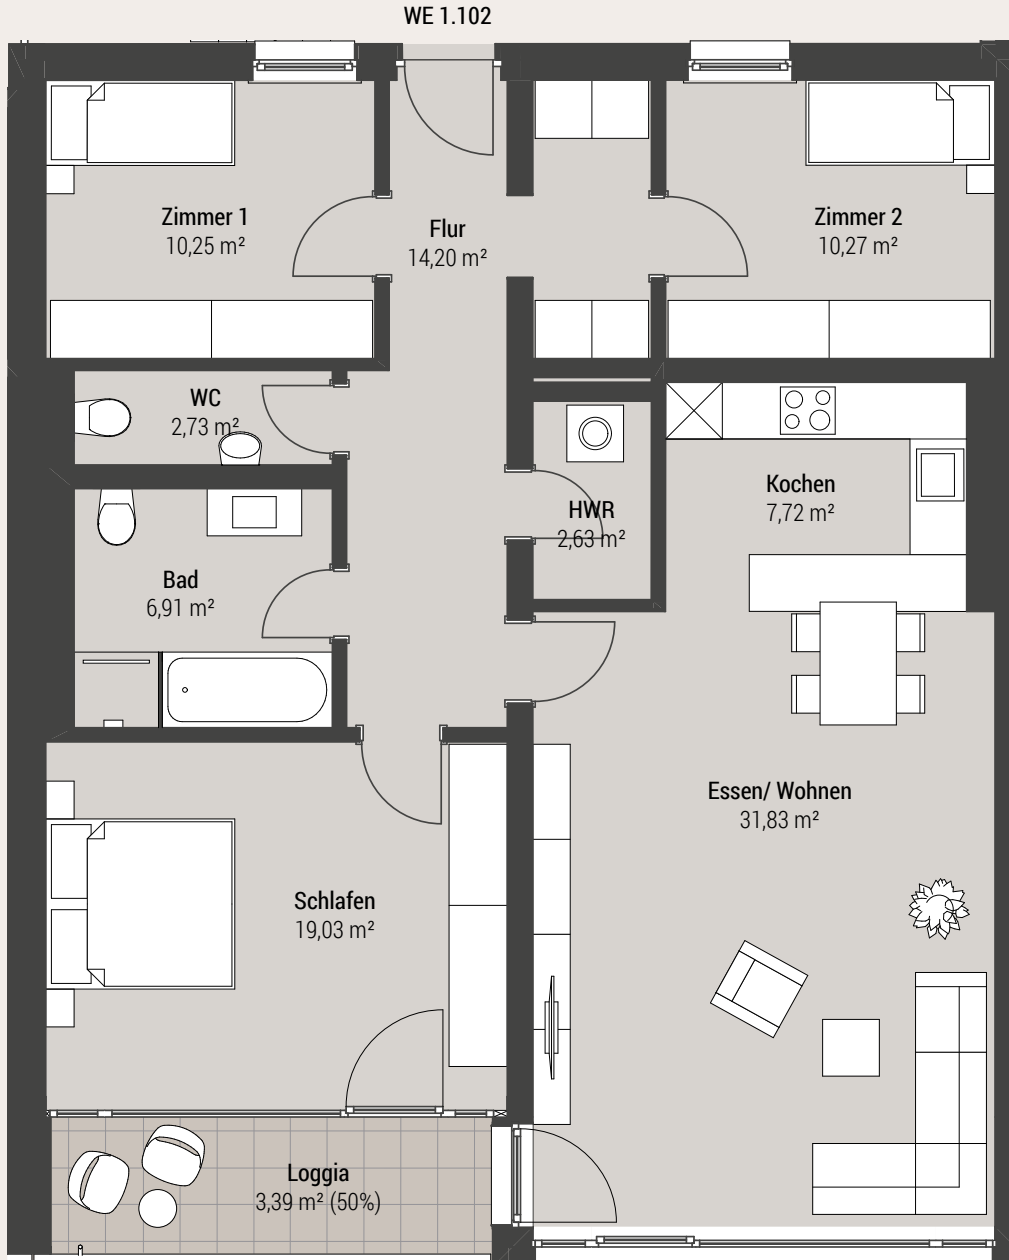 WE 1.102
Zimmer 1
10,25 m²
Flur
14,20 m²
Zimmer 2
10,27 m²
WC
2,73 m²
Kochen
7,72 m²
HWR
2,63 m²
Bad
6,91 m²
Essen/ Wohnen
31,83 m²
Schlafen
19,03 m²
Loggia
3,39 m² (50%)